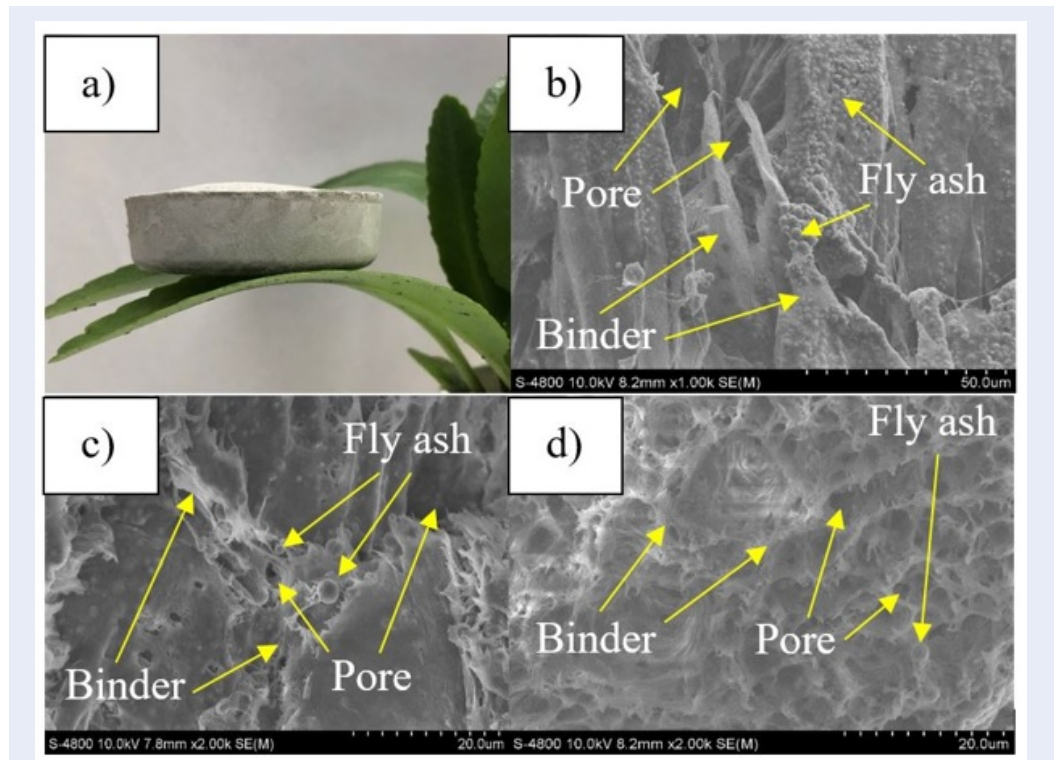 a)
b)
Pore
Fly ash
Binder
S-4800 10.0kV 8.2mm x1.00k SE(M)
50.0um
c)
Fly ash
Binder
Pore
S-4800 10.0kV 7.8mm x2.00k SE(M)
20.0um
d)
Fly ash
Binder
Pore
S-4800 10.0kV 8.2mm x2.00k SE(M)
20.0um